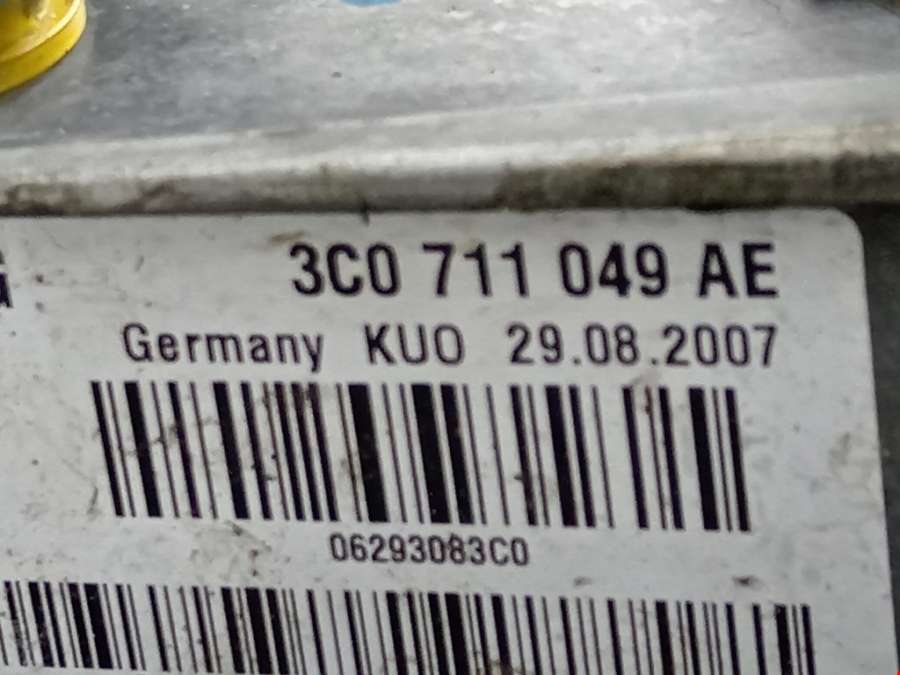 G 3C0 711 049 AE
Germany KUO 29.08.2007
06293083C0